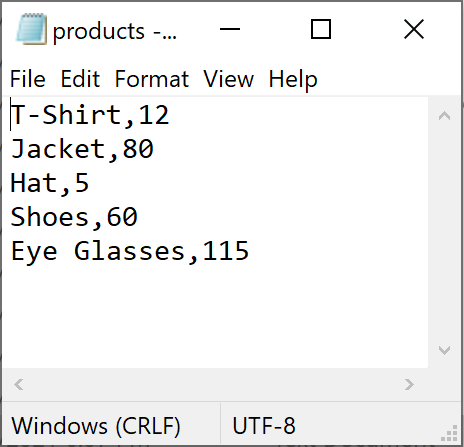 products -...
File Edit Format View Help
T-Shirt,12
Jacket,80
Hat,5
Shoes,60
Eye Glasses,115
Windows (CRLF) UTF-8